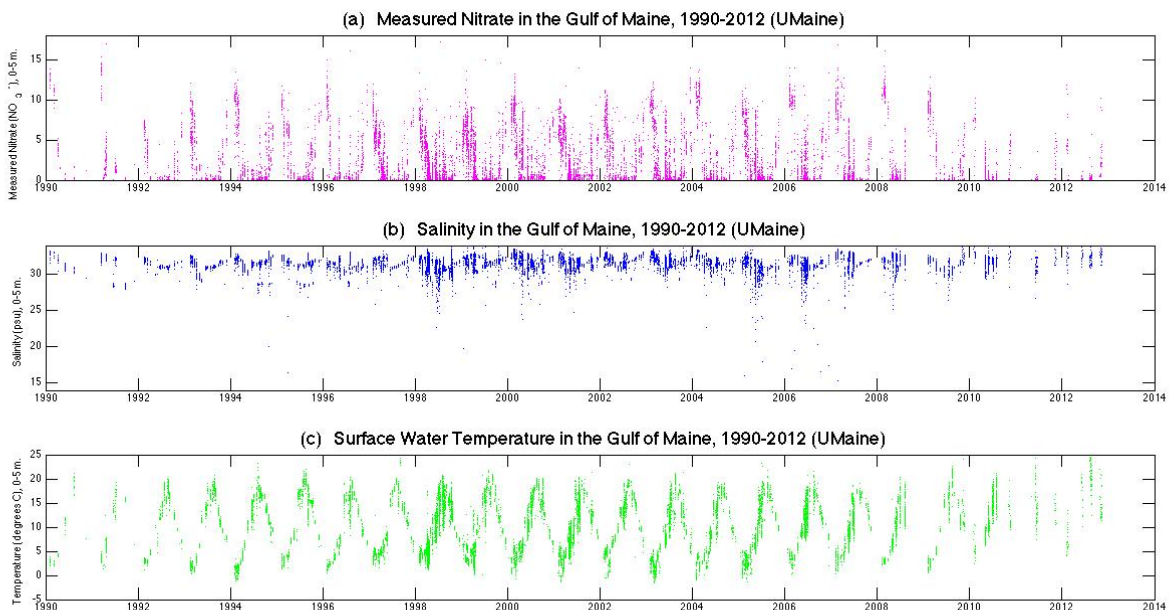 (a) Measured Nitrate in the Gulf of Maine, 1990-2012 (UMaine)
Measured Nitrate [NO3-], 0-5 m.
15
10
5
0
1990 1992 1994 1996 1998 2000 2002 2004 2006 2008 2010 2012 2014
(b) Salinity in the Gulf of Maine, 1990-2012 (UMaine)
Salinity (psu), 0-5 m.
30
25
20
15
1990 1992 1994 1996 1998 2000 2002 2004 2006 2008 2010 2012 2014
(c) Surface Water Temperature in the Gulf of Maine, 1990-2012 (UMaine)
Temperature (degrees C), 0-5 m.
25
20
15
10
5
0
-5
1990 1992 1994 1996 1998 2000 2002 2004 2006 2008 2010 2012 2014